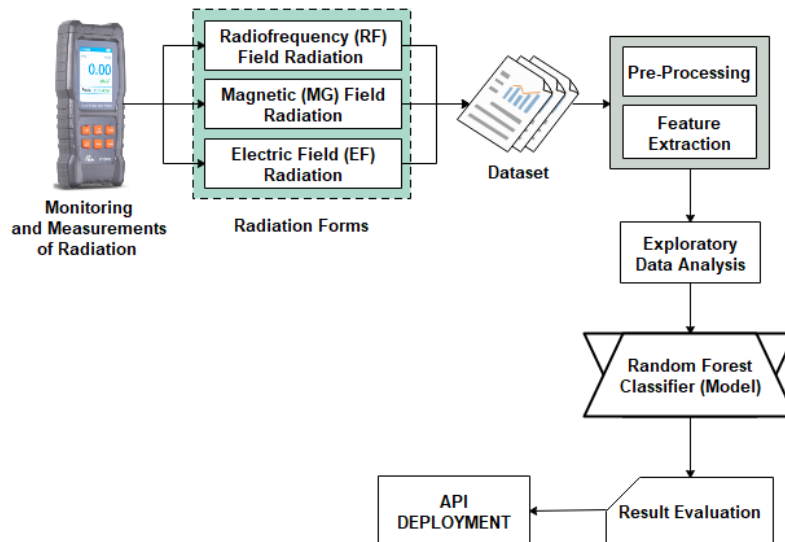 Radiofrequency (RF)
Field Radiation
Magnetic (MG) Field
Radiation
Electric Field (EF)
Radiation
Radiation Forms
0.00
Monitoring
and Measurements
of Radiation
Dataset
Pre-Processing
Feature
Extraction
Exploratory
Data Analysis
Random Forest
Classifier (Model)
Result Evaluation
API
DEPLOYMENT